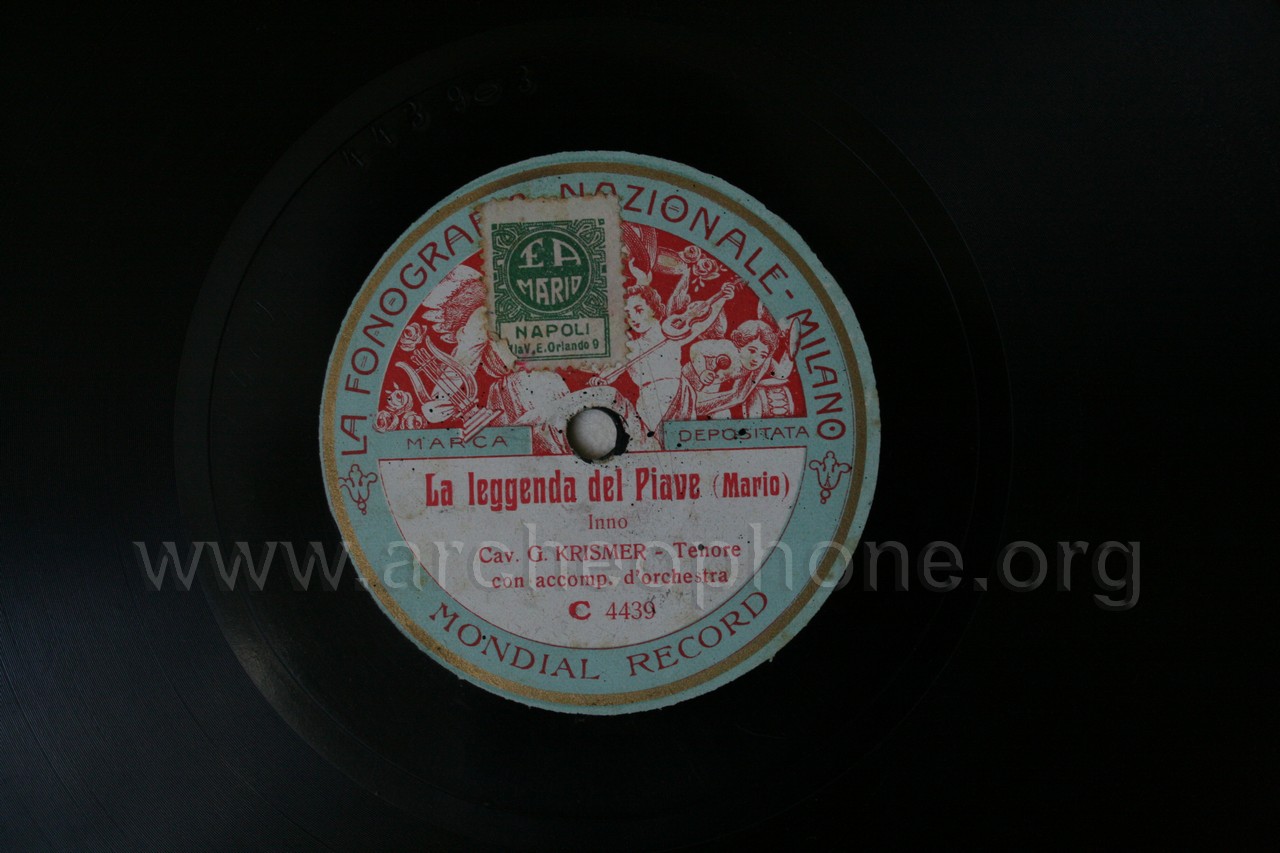 443903
LA FONOGRAFIA NAZIONALE - MILANO
EA
MARIO
NAPOLI
Via V. E. Orlando 9
MARCA DEPOSITATA
La leggenda del Piave (Mario)
Inno
Cav. G. KRISMER - Tenore
con accomp. d'orchestra
C 4439
MONDIAL RECORD
www.archeophone.org